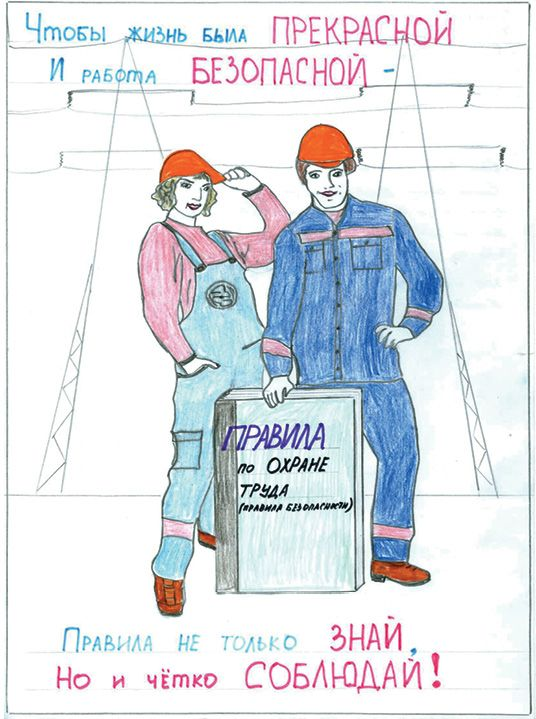 Чтобы жизнь была ПРЕКРАСНОЙ
И работа БЕЗОПАСНОЙ -
ПРАВИЛА
по ОХРАНЕ
ТРУДА
(ПРАВИЛА БЕЗОПАСНОСТИ)
Правила не только ЗНАЙ,
Но и чётко СОБЛЮДАЙ!